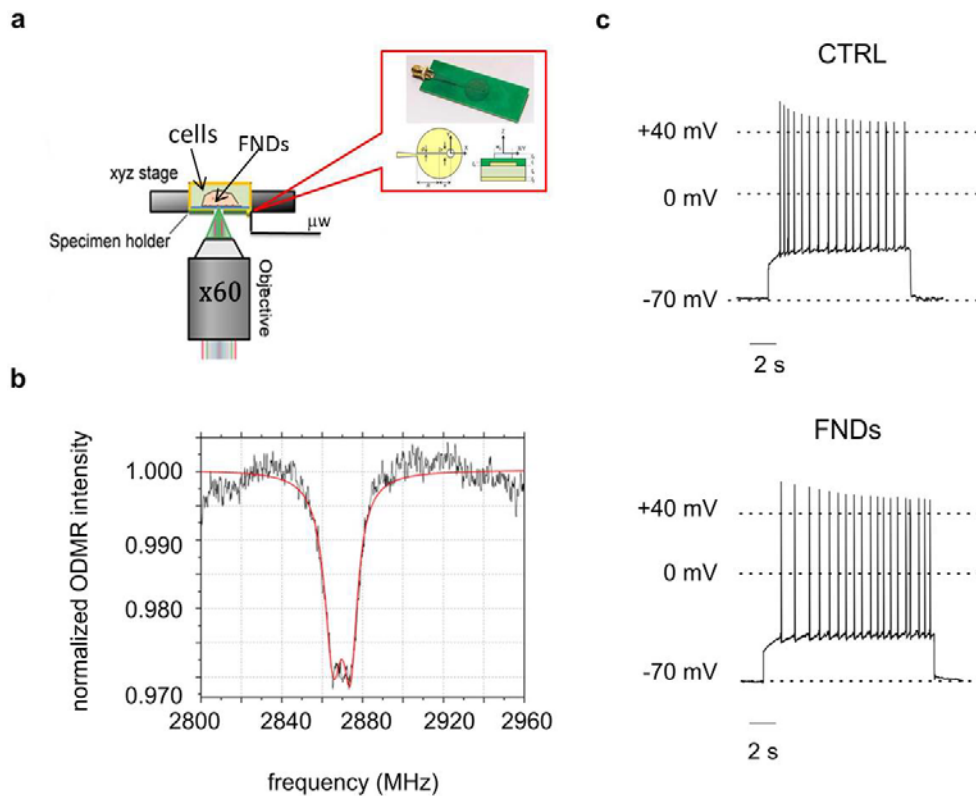 a
cells
FNDs
xyz stage
μw
Specimen holder
x60
Objective
b
normalized ODMR intensity
1.000
0.990
0.980
0.970
2800 2840 2880 2920 2960
frequency (MHz)
c
CTRL
+40 mV
0 mV
-70 mV
2 s
FNDs
+40 mV
0 mV
-70 mV
2 s